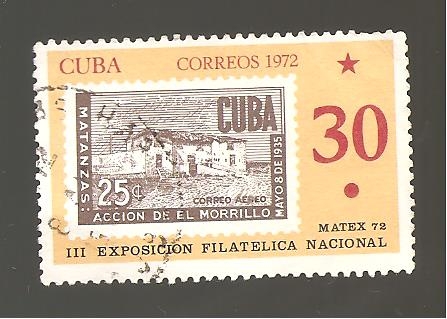 CUBA CORREOS 1972
CUBA
MATANZAS:
25¢
CORREO AEREO
ACCION DE EL MORRILLO
MAYO 8 DE 1935
30
MATEX 72
III EXPOSICION FILATELICA NACIONAL